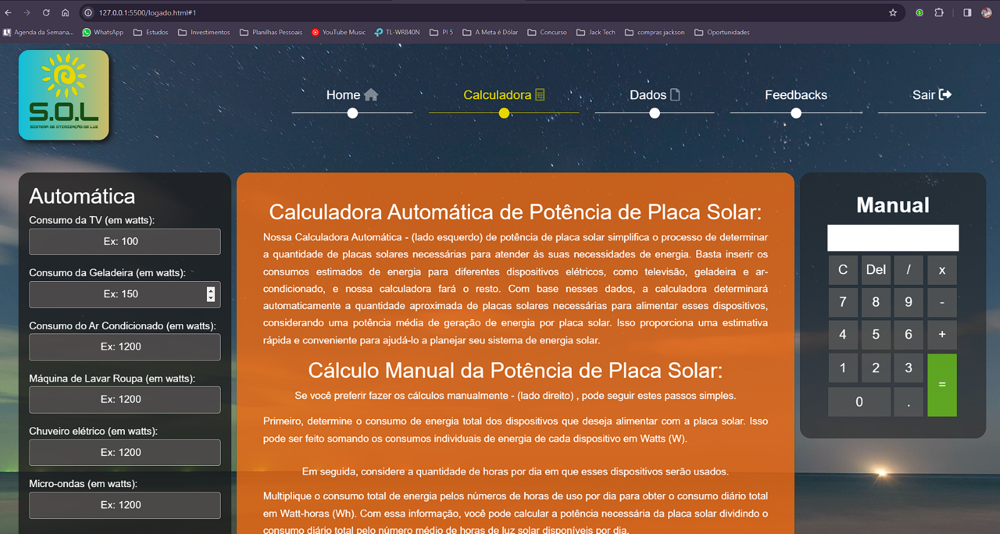 127.0.0.1:5500/logado.html#1
Agenda da Semana...
WhatsApp
Estudos
Investimentos
Planilhas Pessoais
YouTube Music
TL-WR840N
PI 5
A Meta é Dólar
Concurso
Jack Tech
compras jackson
Oportunidades
S.O.L
SISTEMA DE OTIMIZAÇÃO DE LUZ
Home
Calculadora
Dados
Feedbacks
Sair
Automática
Consumo da TV (em watts):
Ex: 100
Consumo da Geladeira (em watts):
Ex: 150
Consumo do Ar Condicionado (em watts):
Ex: 1200
Máquina de Lavar Roupa (em watts):
Ex: 1200
Chuveiro elétrico (em watts):
Ex: 1200
Micro-ondas (em watts):
Ex: 1200
Calculadora Automática de Potência de Placa Solar:
Nossa Calculadora Automática - (lado esquerdo) de potência de placa solar simplifica o processo de determinar
a quantidade de placas solares necessárias para atender às suas necessidades de energia. Basta inserir os
consumos estimados de energia para diferentes dispositivos elétricos, como televisão, geladeira e ar-
condicionado, e nossa calculadora fará o resto. Com base nesses dados, a calculadora determinará
automaticamente a quantidade aproximada de placas solares necessárias para alimentar esses dispositivos,
considerando uma potência média de geração de energia por placa solar. Isso proporciona uma estimativa
rápida e conveniente para ajudá-lo a planejar seu sistema de energia solar.
Cálculo Manual da Potência de Placa Solar:
Se você preferir fazer os cálculos manualmente - (lado direito) , pode seguir estes passos simples.
Primeiro, determine o consumo de energia total dos dispositivos que deseja alimentar com a placa solar. Isso
pode ser feito somando os consumos individuais de energia de cada dispositivo em Watts (W).
Em seguida, considere a quantidade de horas por dia em que esses dispositivos serão usados.
Multiplique o consumo total de energia pelos números de horas de uso por dia para obter o consumo diário total
em Watt-horas (Wh). Com essa informação, você pode calcular a potência necessária da placa solar dividindo o
consumo diário total pelo número médio de horas de luz solar disponíveis por dia.
Manual
C Del / x
7 8 9 -
4 5 6 +
1 2 3 =
0 .